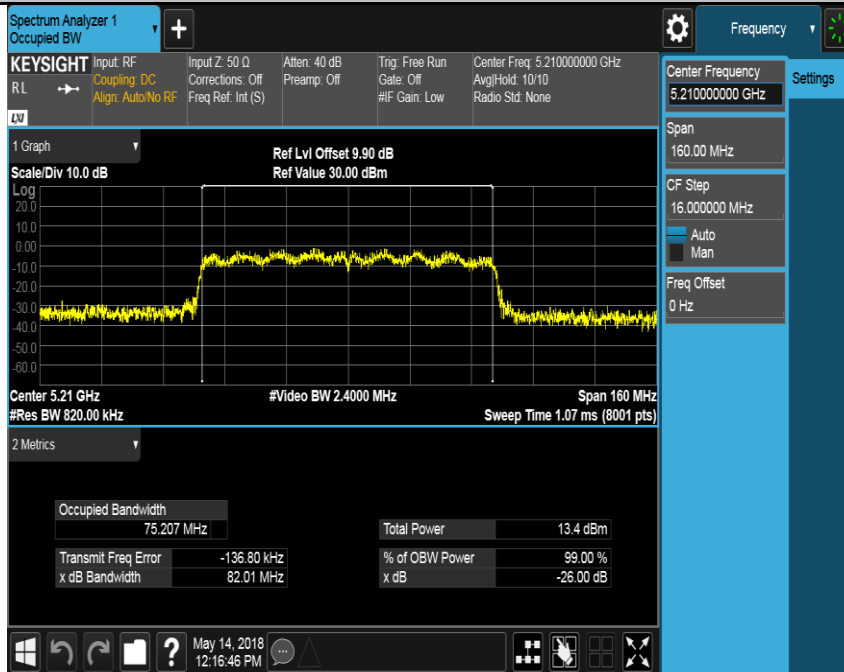 Spectrum Analyzer 1
Occupied BW
+
Frequency
KEYSIGHT
RL
LXI
Input: RF
Coupling: DC
Align: Auto/No RF
Input Z: 50 Ω
Corrections: Off
Freq Ref: Int (S)
Atten: 40 dB
Preamp: Off
Trig: Free Run
Gate: Off
#IF Gain: Low
Center Freq: 5.210000000 GHz
Avg|Hold: 10/10
Radio Std: None
Center Frequency
5.210000000 GHz
Settings
Span
160.00 MHz
CF Step
16.000000 MHz
Auto
Man
Freq Offset
0 Hz
1 Graph
Scale/Div 10.0 dB
Ref Lvl Offset 9.90 dB
Ref Value 30.00 dBm
Log
20.0
10.0
0.00
-10.0
-20.0
-30.0
-40.0
-50.0
-60.0
Center 5.21 GHz
#Video BW 2.4000 MHz
Span 160 MHz
#Res BW 820.00 kHz
Sweep Time 1.07 ms (8001 pts)
2 Metrics
Occupied Bandwidth
75.207 MHz
Total Power 13.4 dBm
Transmit Freq Error -136.80 kHz
% of OBW Power 99.00 %
x dB Bandwidth 82.01 MHz
x dB -26.00 dB
?
May 14, 2018
12:16:46 PM